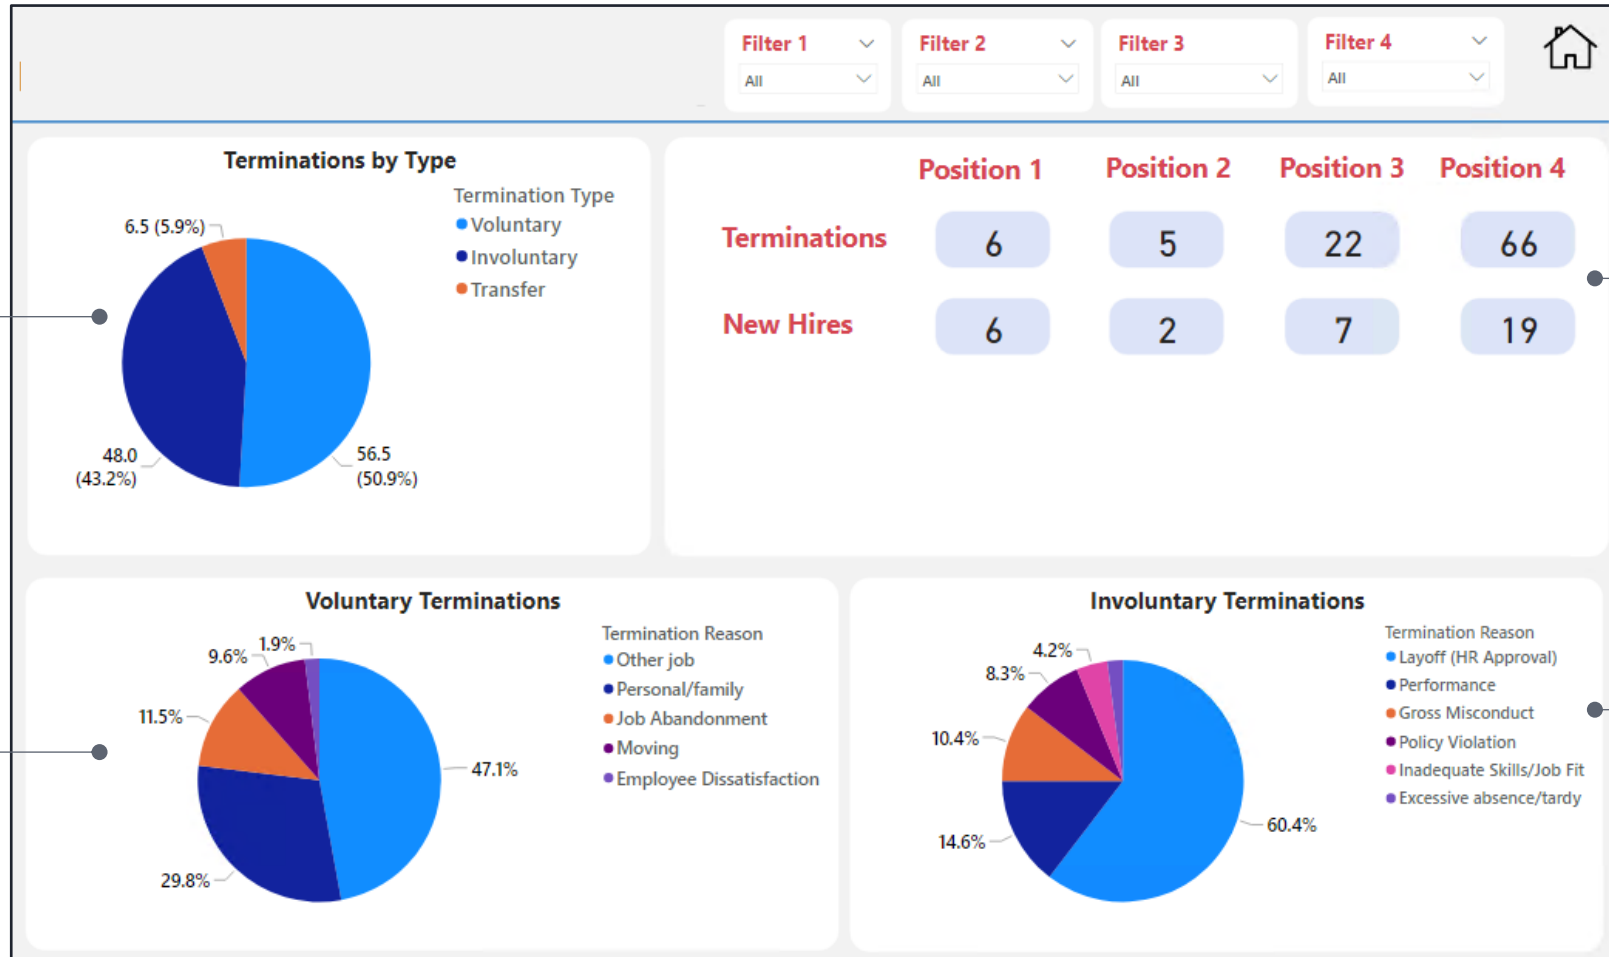 Filter 1
All
Filter 2
All
Filter 3
All
Filter 4
All
Terminations by Type
Termination Type
Voluntary
Involuntary
Transfer
6.5 (5.9%)
48.0
(43.2%)
56.5
(50.9%)
Position 1 Position 2 Position 3 Position 4
Terminations 6 5 22 66
New Hires 6 2 7 19
Voluntary Terminations
Termination Reason
Other job
Personal/family
Job Abandonment
Moving
Employee Dissatisfaction
1.9%
9.6%
11.5%
47.1%
29.8%
Involuntary Terminations
Termination Reason
Layoff (HR Approval)
Performance
Gross Misconduct
Policy Violation
Inadequate Skills/Job Fit
Excessive absence/tardy
4.2%
8.3%
10.4%
14.6%
60.4%